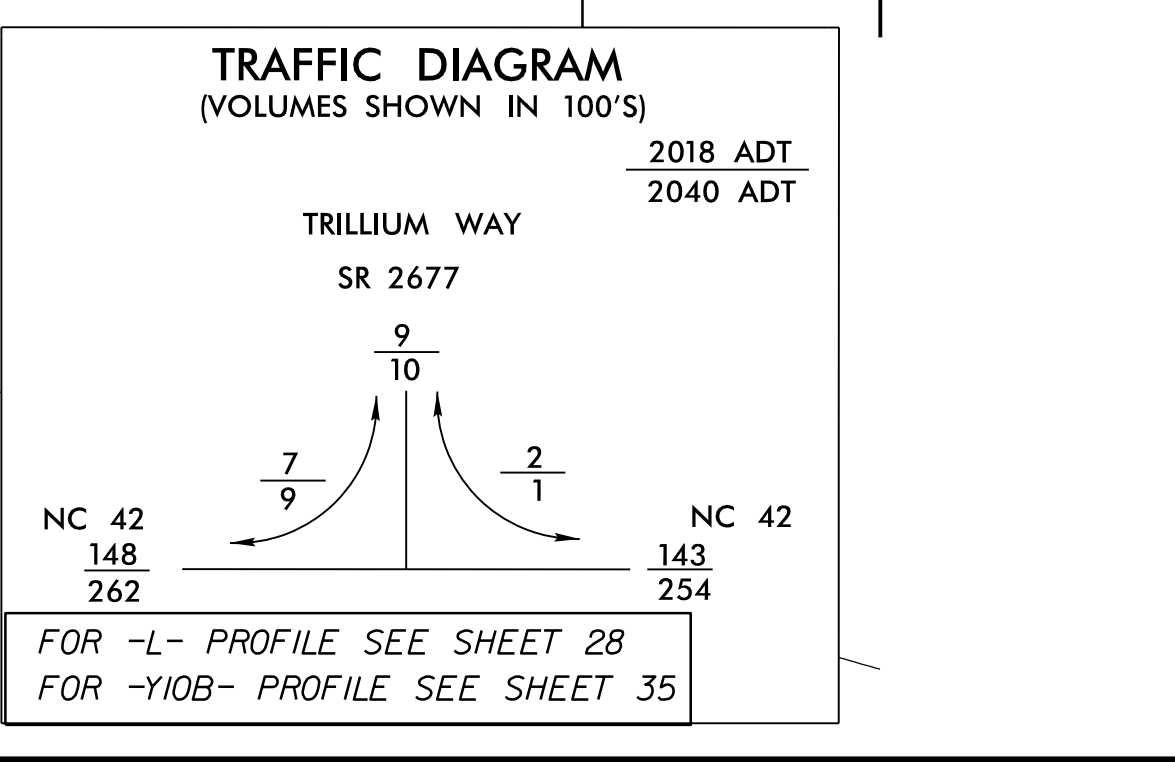 TRAFFIC DIAGRAM
(VOLUMES SHOWN IN 100'S)
2018 ADT
2040 ADT
TRILLIUM WAY
SR 2677
9
10
7
9
2
1
NC 42
148
262
NC 42
143
254
FOR -L- PROFILE SEE SHEET 28
FOR -Y10B- PROFILE SEE SHEET 35